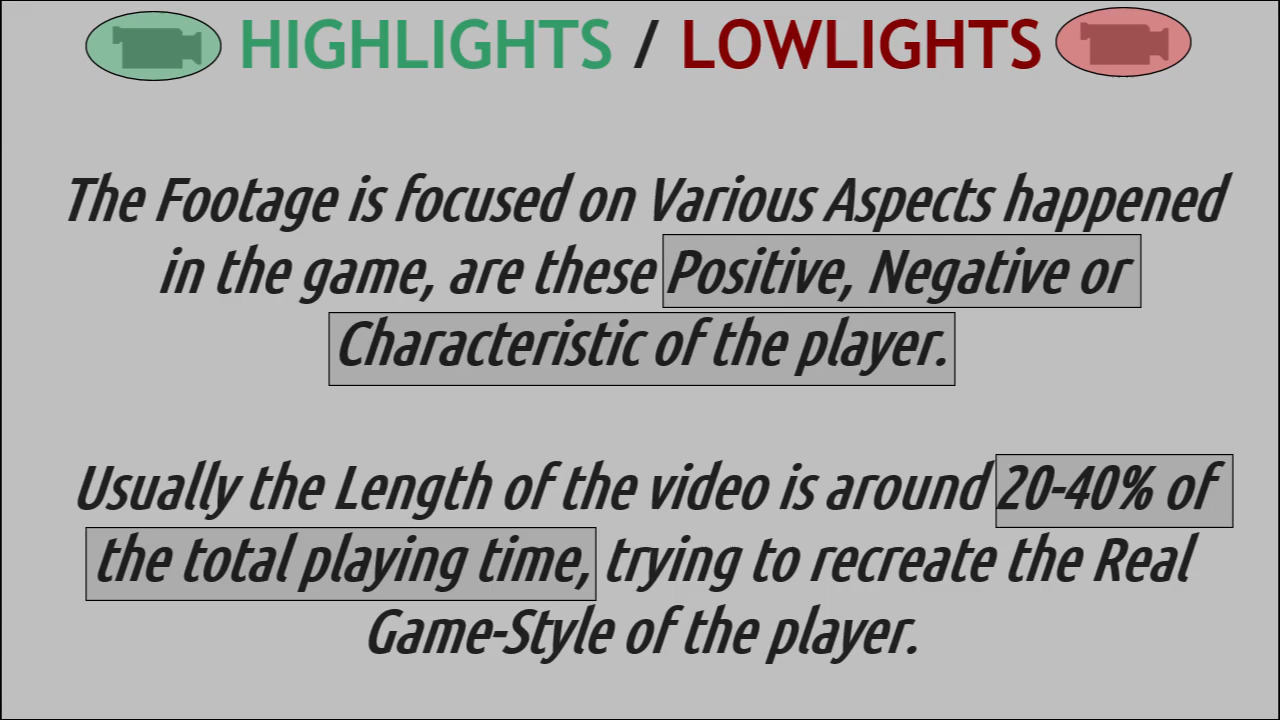 HIGHLIGHTS / LOWLIGHTS
The Footage is focused on Various Aspects happened
in the game, are these Positive, Negative or
Characteristic of the player.
Usually the Length of the video is around 20-40% of
the total playing time, trying to recreate the Real
Game-Style of the player.